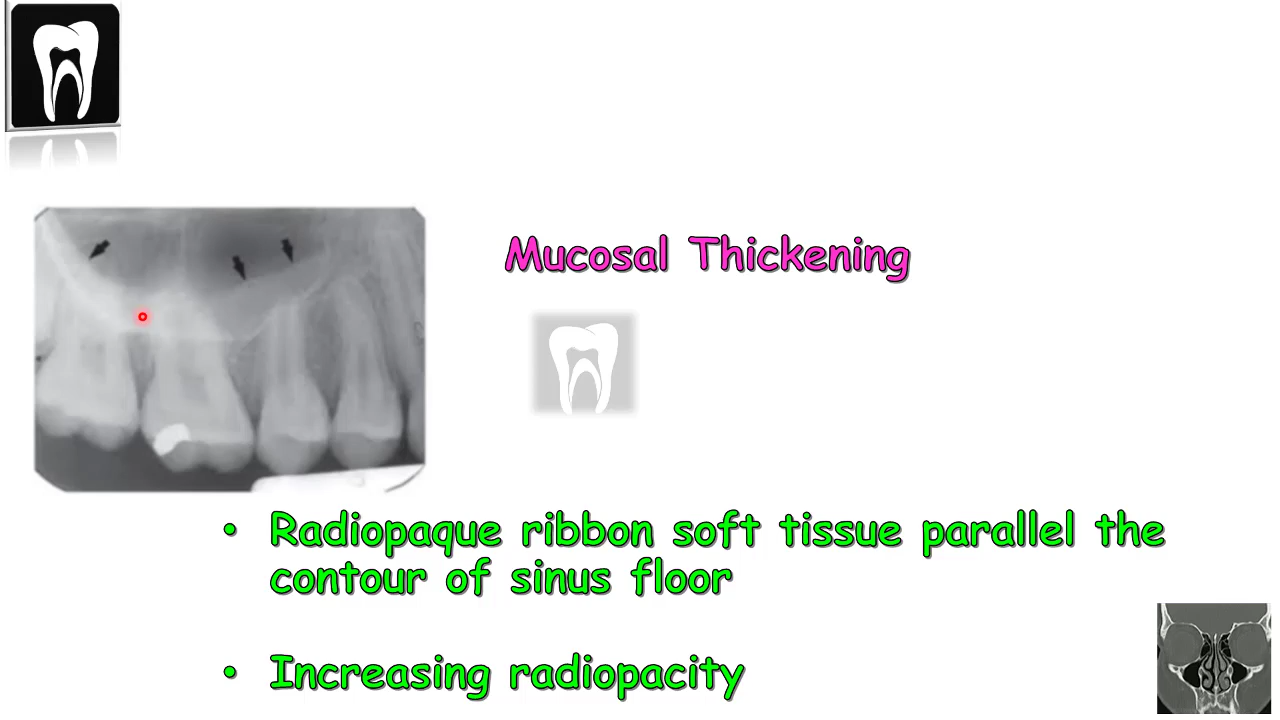 Mucosal Thickening
• Radiopaque ribbon soft tissue parallel the
contour of sinus floor
• Increasing radiopacity